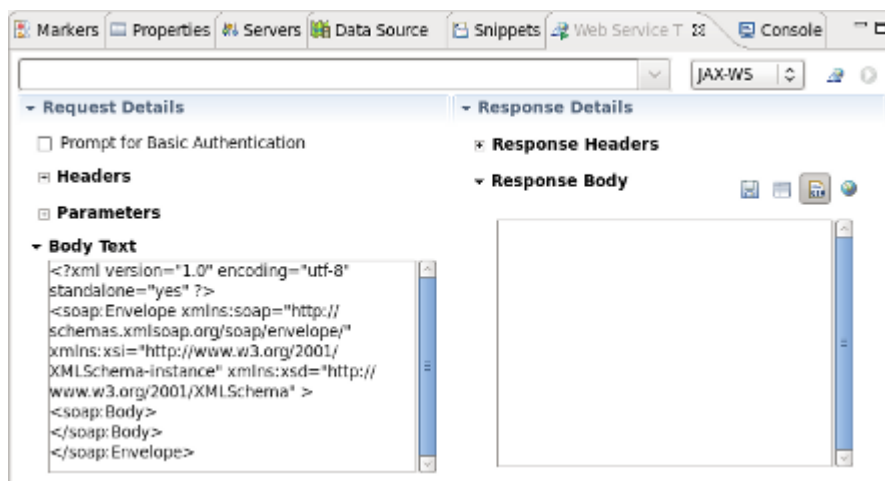 Markers Properties Servers Data Source Snippets Web Service T Console
JAX-WS
Request Details
Prompt for Basic Authentication
Headers
Parameters
Body Text
<?xml version="1.0" encoding="utf-8"
standalone="yes" ?>
<soap:Envelope xmlns:soap="http://
schemas.xmlsoap.org/soap/envelope/"
xmlns:xsi="http://www.w3.org/2001/
XMLSchema-instance" xmlns:xsd="http://
www.w3.org/2001/XMLSchema" >
<soap:Body>
</soap:Body>
</soap:Envelope>
Response Details
Response Headers
Response Body